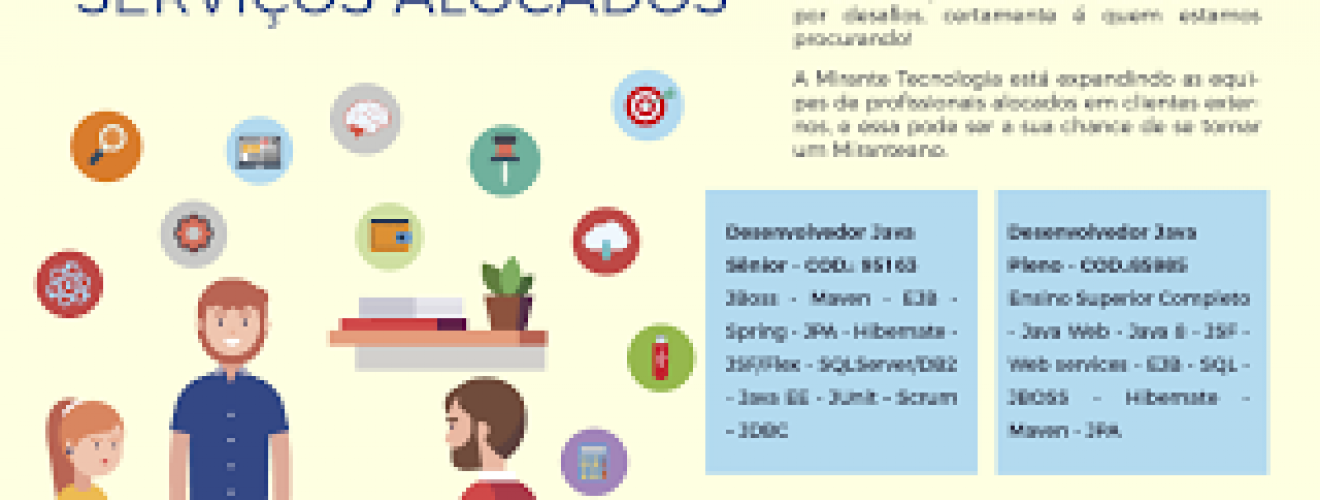 SERVIÇOS ALOCADOS
por desafios, certamente é quem estamos
procurando!
A Mirante Tecnologia está expandindo as equi-
pes de profissionais alocados em clientes exter-
nos, e essa pode ser a sua chance de se tornar
um Miranteano.
Desenvolvedor Java
Sênior - COD.: 95163
JBoss - Maven - EJB -
Spring - JPA - Hibernate -
JSF/Flex - SQLServer/DB2
- Java EE - JUnit - Scrum
- JDBC
Desenvolvedor Java
Pleno - COD.:
Ensino Superior Completo
- Java Web - Java 8 - JSF -
Web services - EJB - SQL -
JBOSS - Hibernate -
Maven - JPA